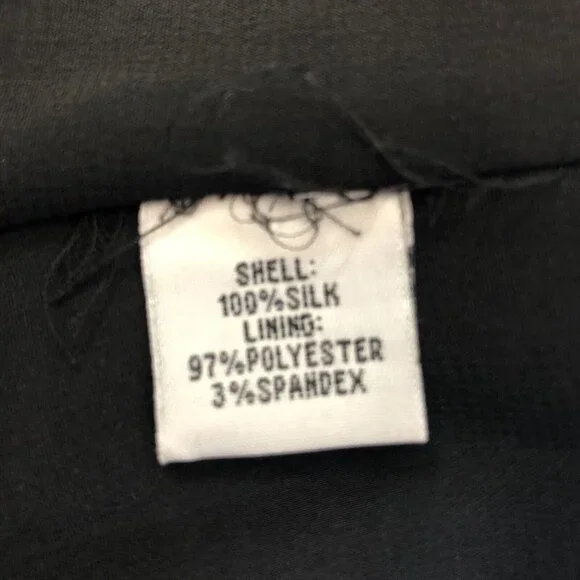 SHELL:
100%SILK
LINING:
97%POLYESTER
3%SPANDEX